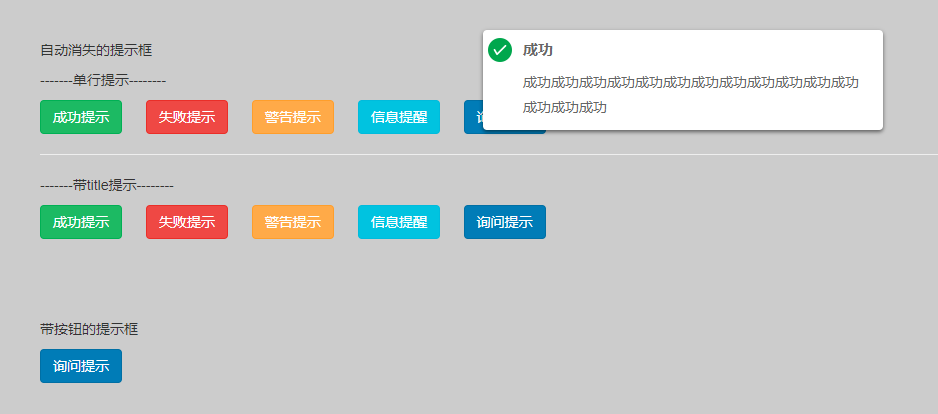 自动消失的提示框
成功
-------单行提示--------
成功成功成功成功成功成功成功成功成功成功成功成功
成功成功成功
成功提示 失败提示 警告提示 信息提醒
-------带title提示--------
成功提示 失败提示 警告提示 信息提醒 询问提示
带按钮的提示框
询问提示